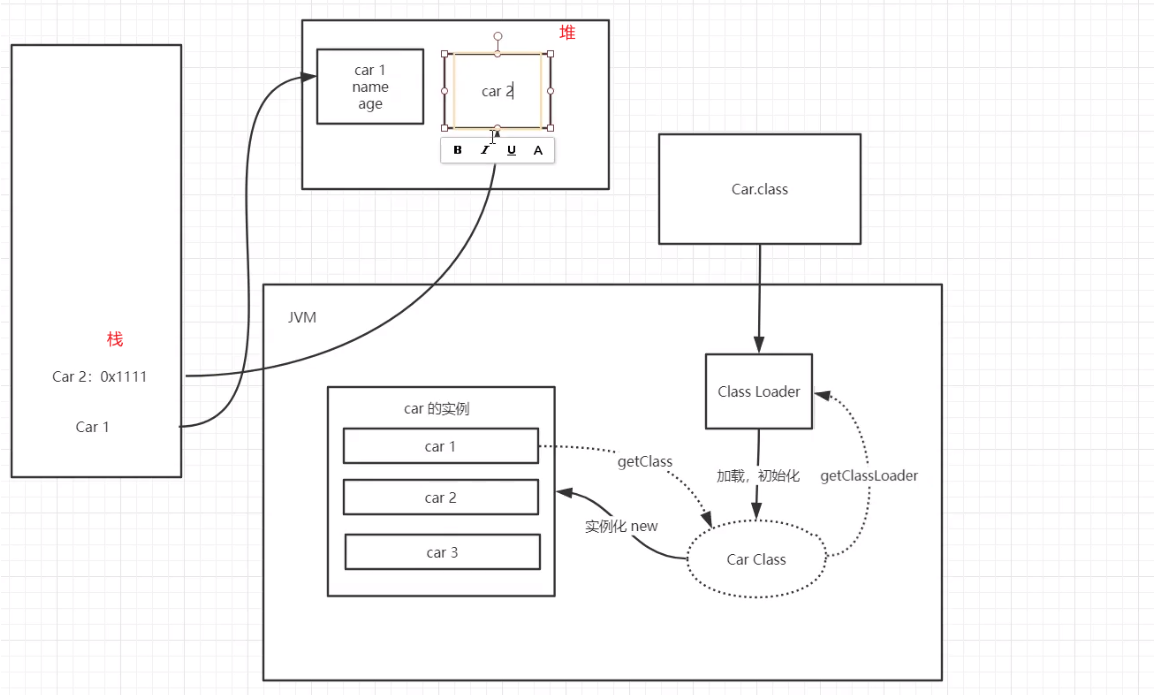 堆
car 1
name
age
car 2
B I U A
Car.class
栈
Car 2：0x1111
Car 1
JVM
Class Loader
car 的实例
car 1
getClass
加载，初始化
getClassLoader
car 2
实例化 new
car 3
Car Class